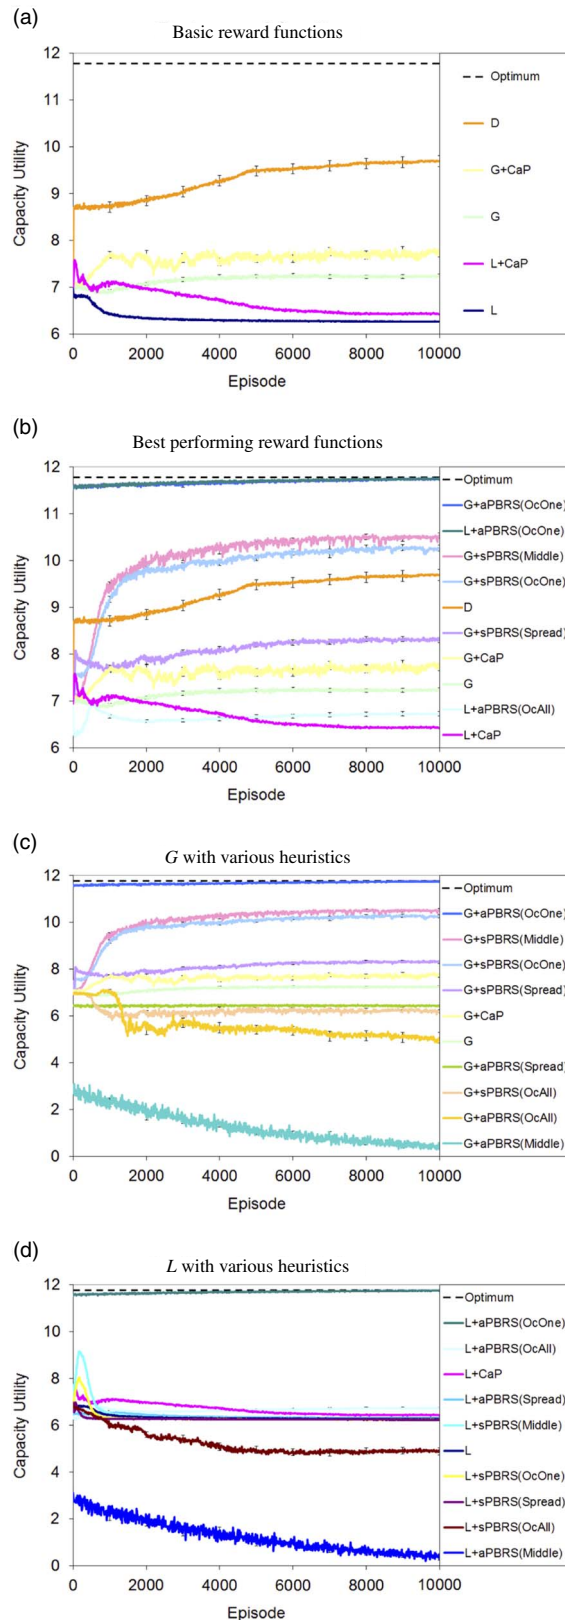 (a)
Basic reward functions
12
11
10
9
8
7
6
Capacity Utility
0 2000 4000 6000 8000 10000
Episode
Optimum
D
G+CaP
G
L+CaP
L
(b)
Best performing reward functions
12
11
10
9
8
7
6
Capacity Utility
0 2000 4000 6000 8000 10000
Episode
Optimum
G+aPBRS(OcOne)
L+aPBRS(OcOne)
G+sPBRS(Middle)
G+sPBRS(OcOne)
D
G+sPBRS(Spread)
G+CaP
G
L+aPBRS(OcAll)
L+CaP
(c)
G with various heuristics
12
10
8
6
4
2
0
Capacity Utility
0 2000 4000 6000 8000 10000
Episode
Optimum
G+aPBRS(OcOne)
G+sPBRS(Middle)
G+sPBRS(OcOne)
G+sPBRS(Spread)
G+CaP
G
G+aPBRS(Spread)
G+sPBRS(OcAll)
G+aPBRS(OcAll)
G+aPBRS(Middle)
(d)
L with various heuristics
12
10
8
6
4
2
0
Capacity Utility
0 2000 4000 6000 8000 10000
Episode
Optimum
L+aPBRS(OcOne)
L+aPBRS(OcAll)
L+CaP
L+aPBRS(Spread)
L+sPBRS(Middle)
L
L+sPBRS(OcOne)
L+sPBRS(Spread)
L+sPBRS(OcAll)
L+aPBRS(Middle)